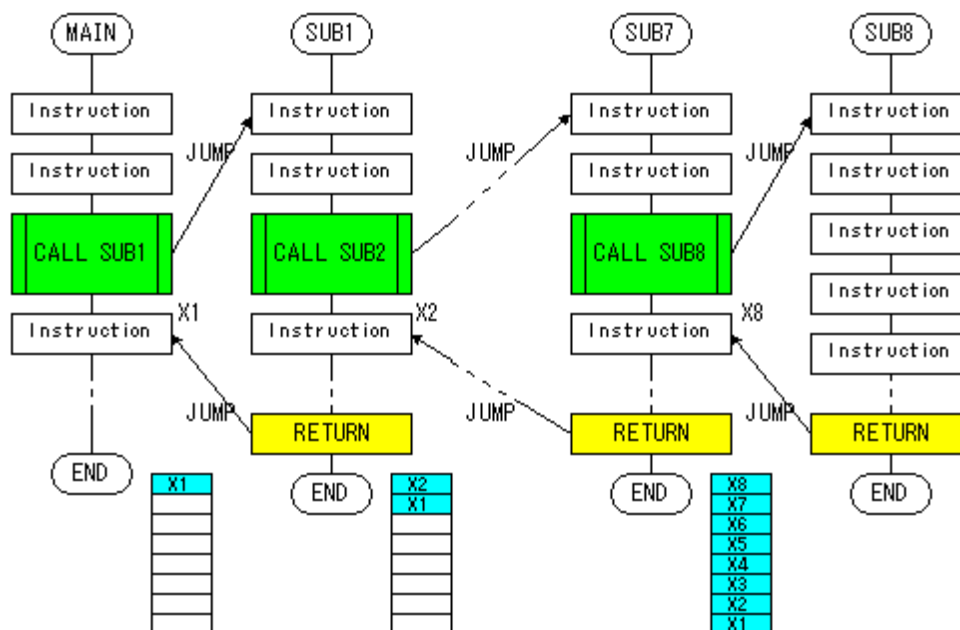 MAIN
Instruction
Instruction
CALL SUB1
Instruction
X1
END
JUMP
JUMP
X1
SUB1
Instruction
Instruction
CALL SUB2
Instruction
X2
RETURN
END
JUMP
JUMP
X2
X1
SUB7
Instruction
Instruction
CALL SUB8
Instruction
X8
RETURN
END
JUMP
JUMP
X8
X7
X6
X5
X4
X3
X2
X1
SUB8
Instruction
Instruction
Instruction
Instruction
Instruction
RETURN
END